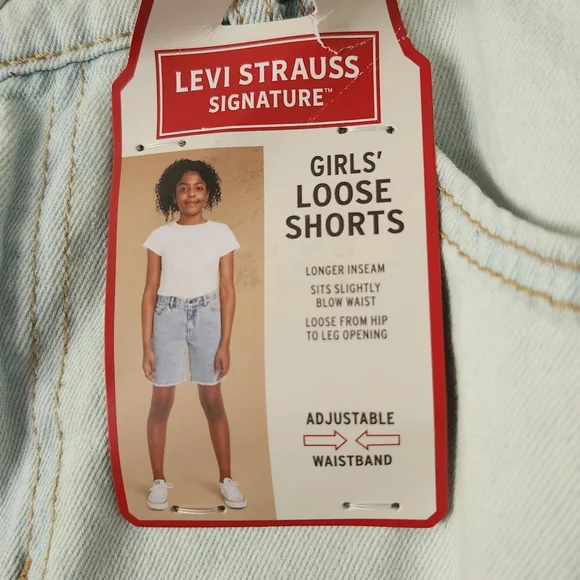 LEVI STRAUSS
SIGNATURE™
GIRLS'
LOOSE
SHORTS
LONGER INSEAM
SITS SLIGHTLY
BLOW WAIST
LOOSE FROM HIP
TO LEG OPENING
ADJUSTABLE
WAISTBAND